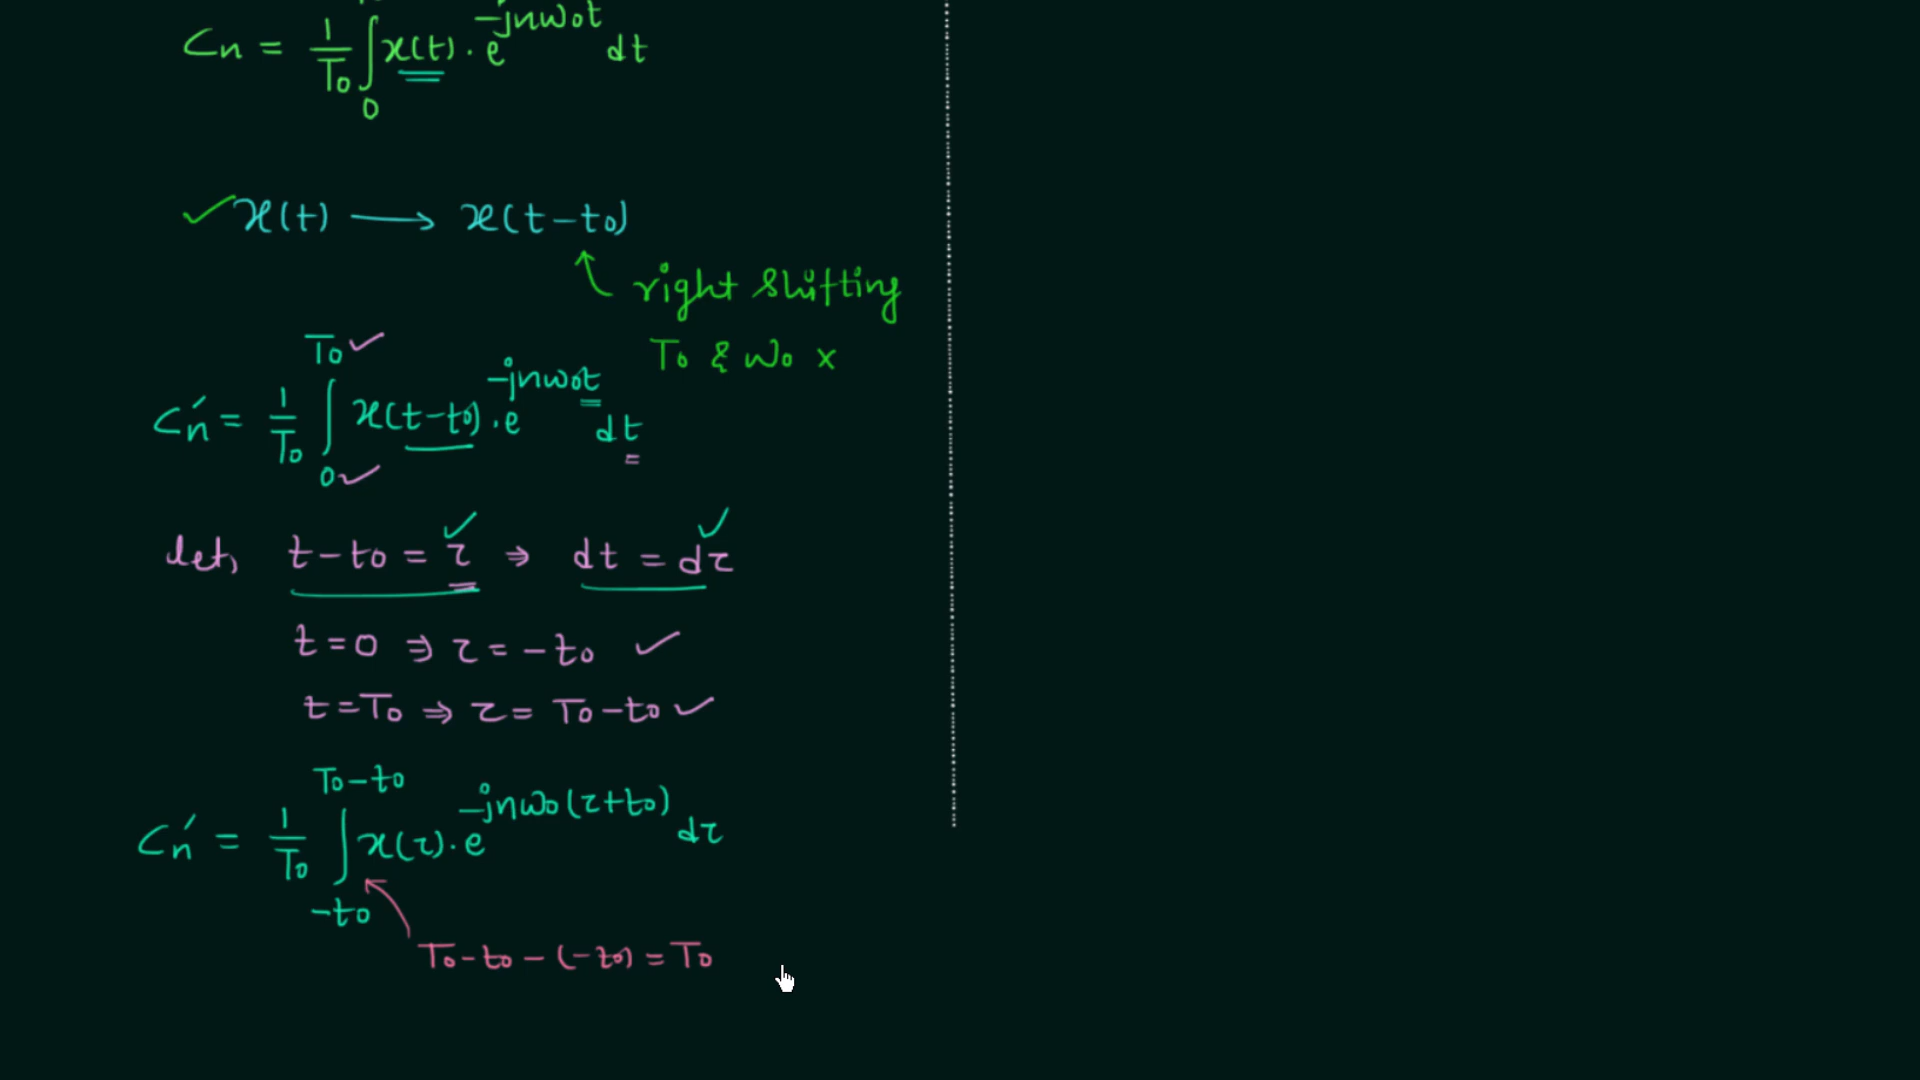 Cn = 1/T0 ∫0 x(t) · e^-jnω0t dt
✓ x(t) ⟶ x(t-t0)
right shifting
T0 & ω0 x
Cn' = 1/T0 ∫0^T0 x(t-t0) · e^-jnω0t dt
let, t-t0 = τ ⇒ dt = dτ
t=0 ⇒ τ = -t0 ✓
t=T0 ⇒ τ = T0-t0 ✓
Cn' = 1/T0 ∫-t0^T0-t0 x(τ) · e^-jnω0(τ+t0) dτ
T0-t0-(-t0) = T0